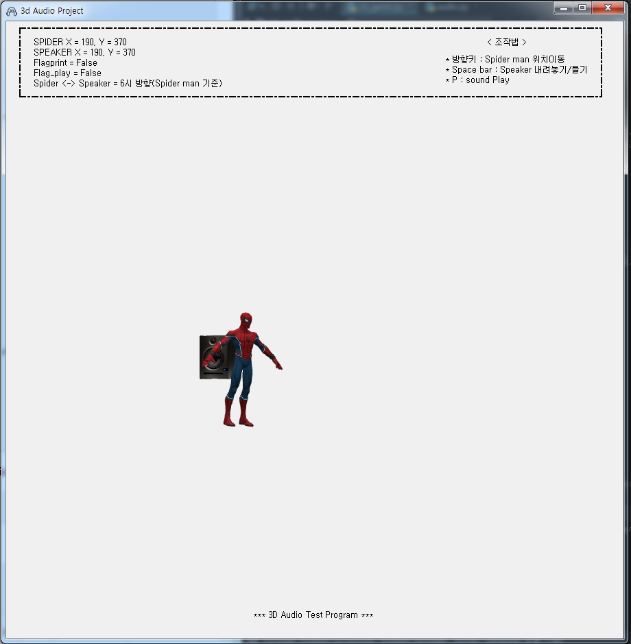 3d Audio Project
SPIDER X = 190, Y = 370
SPEAKER X = 190, Y = 370
Flagprint = False
Flag_play = False
Spider <-> Speaker = 6시 방향(Spider man 기준)
< 조작법 >
* 방향키 : Spider man 위치이동
* Space bar : Speaker 내려놓기/들기
* P : sound Play
*** 3D Audio Test Program ***